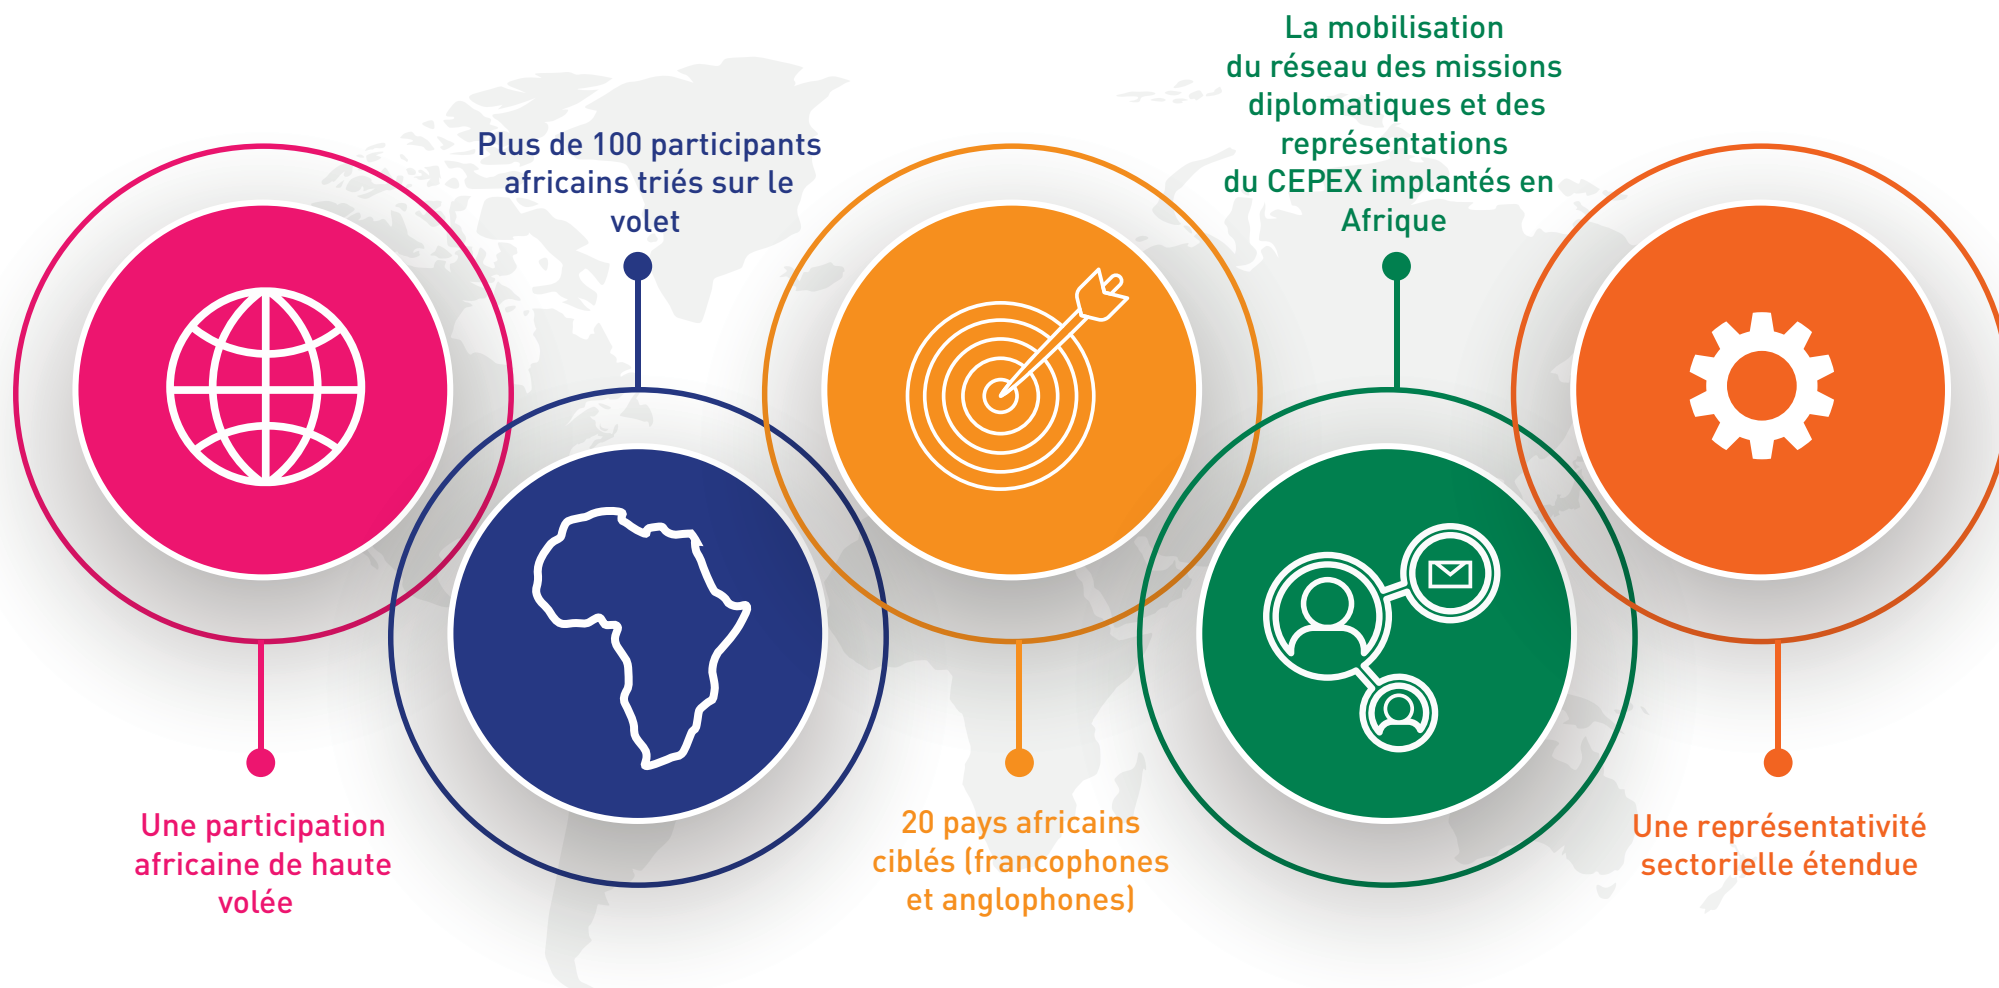 Une participation
africaine de haute
volée
Plus de 100 participants
africains triés sur le
volet
20 pays africains
ciblés (francophones
et anglophones)
La mobilisation
du réseau des missions
diplomatiques et des
représentations
du CEPEX implantés en
Afrique
Une représentativité
sectorielle étendue